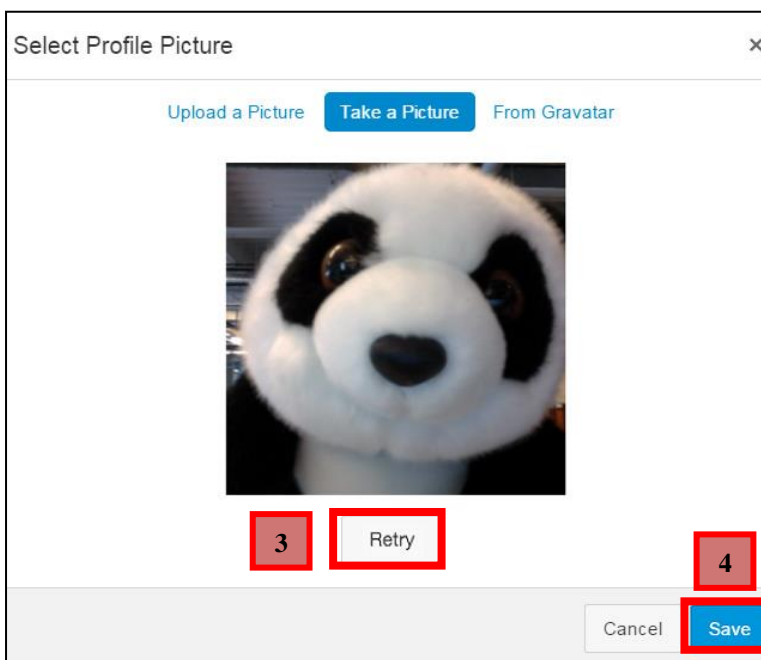 Select Profile Picture ×
Upload a Picture Take a Picture From Gravatar
3 Retry
4
Cancel Save